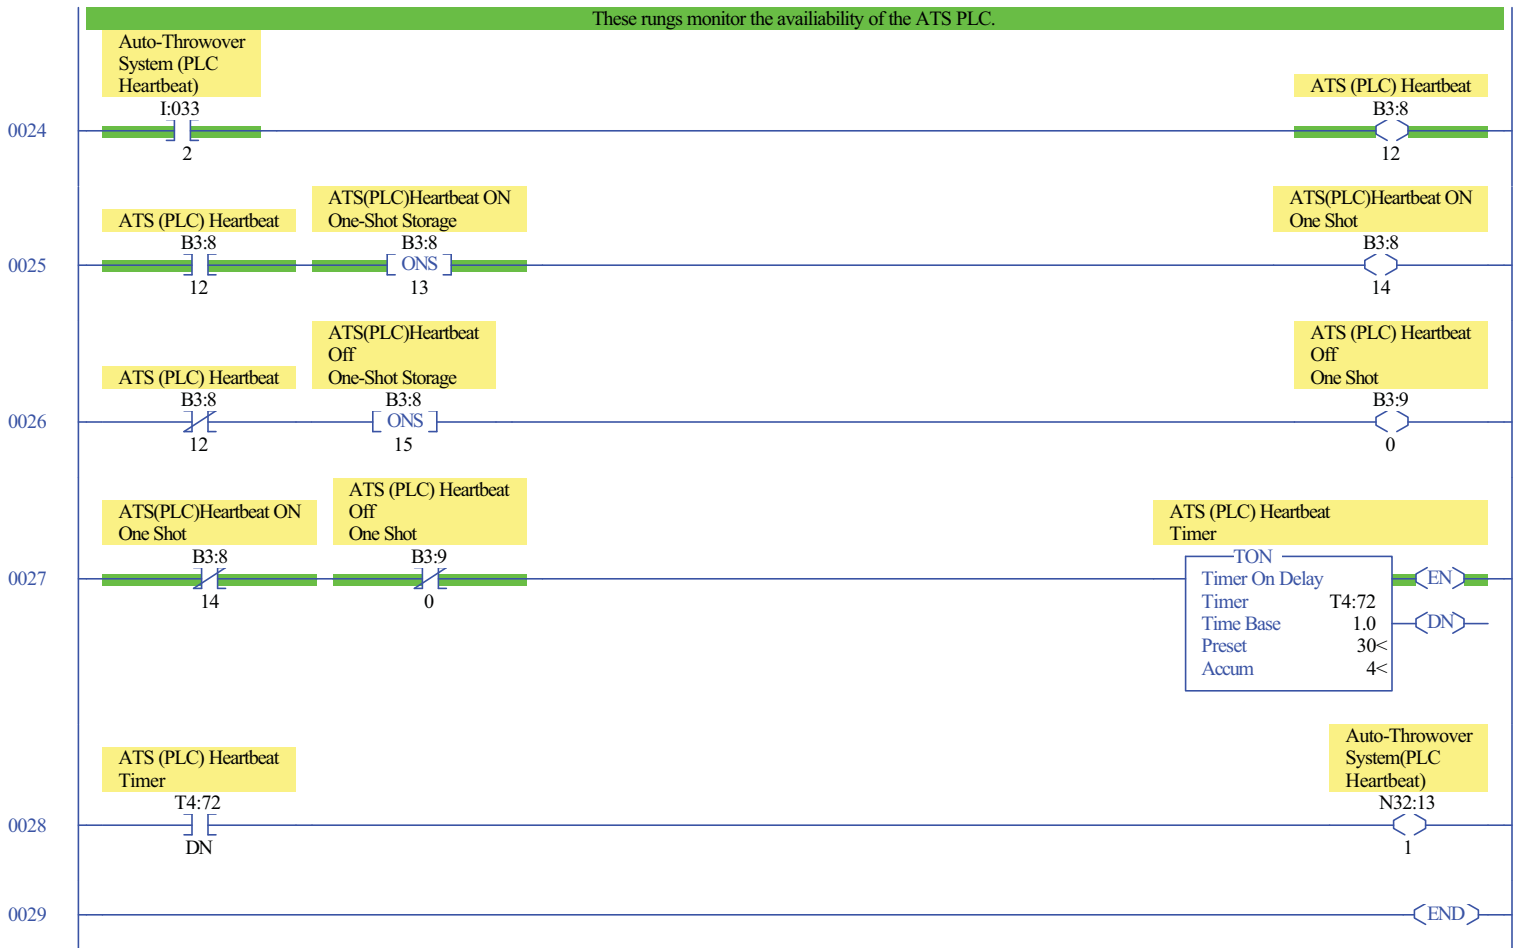 These rungs monitor the availiability of the ATS PLC.
Auto-Throwover
System (PLC
Heartbeat)
I:033
2
ATS (PLC) Heartbeat
B3:8
12
0024
ATS (PLC) Heartbeat
B3:8
12
ATS(PLC)Heartbeat ON
One-Shot Storage
B3:8
ONS
13
ATS(PLC)Heartbeat ON
One Shot
B3:8
14
0025
ATS (PLC) Heartbeat
B3:8
12
ATS(PLC)Heartbeat
Off
One-Shot Storage
B3:8
ONS
15
ATS (PLC) Heartbeat
Off
One Shot
B3:9
0
0026
ATS(PLC)Heartbeat ON
One Shot
B3:8
14
ATS (PLC) Heartbeat
Off
One Shot
B3:9
0
ATS (PLC) Heartbeat
Timer
TON
Timer On Delay
Timer T4:72
Time Base 1.0
Preset 30<
Accum 4<
EN
DN
0027
ATS (PLC) Heartbeat
Timer
T4:72
DN
Auto-Throwover
System(PLC
Heartbeat)
N32:13
1
0028
0029
END